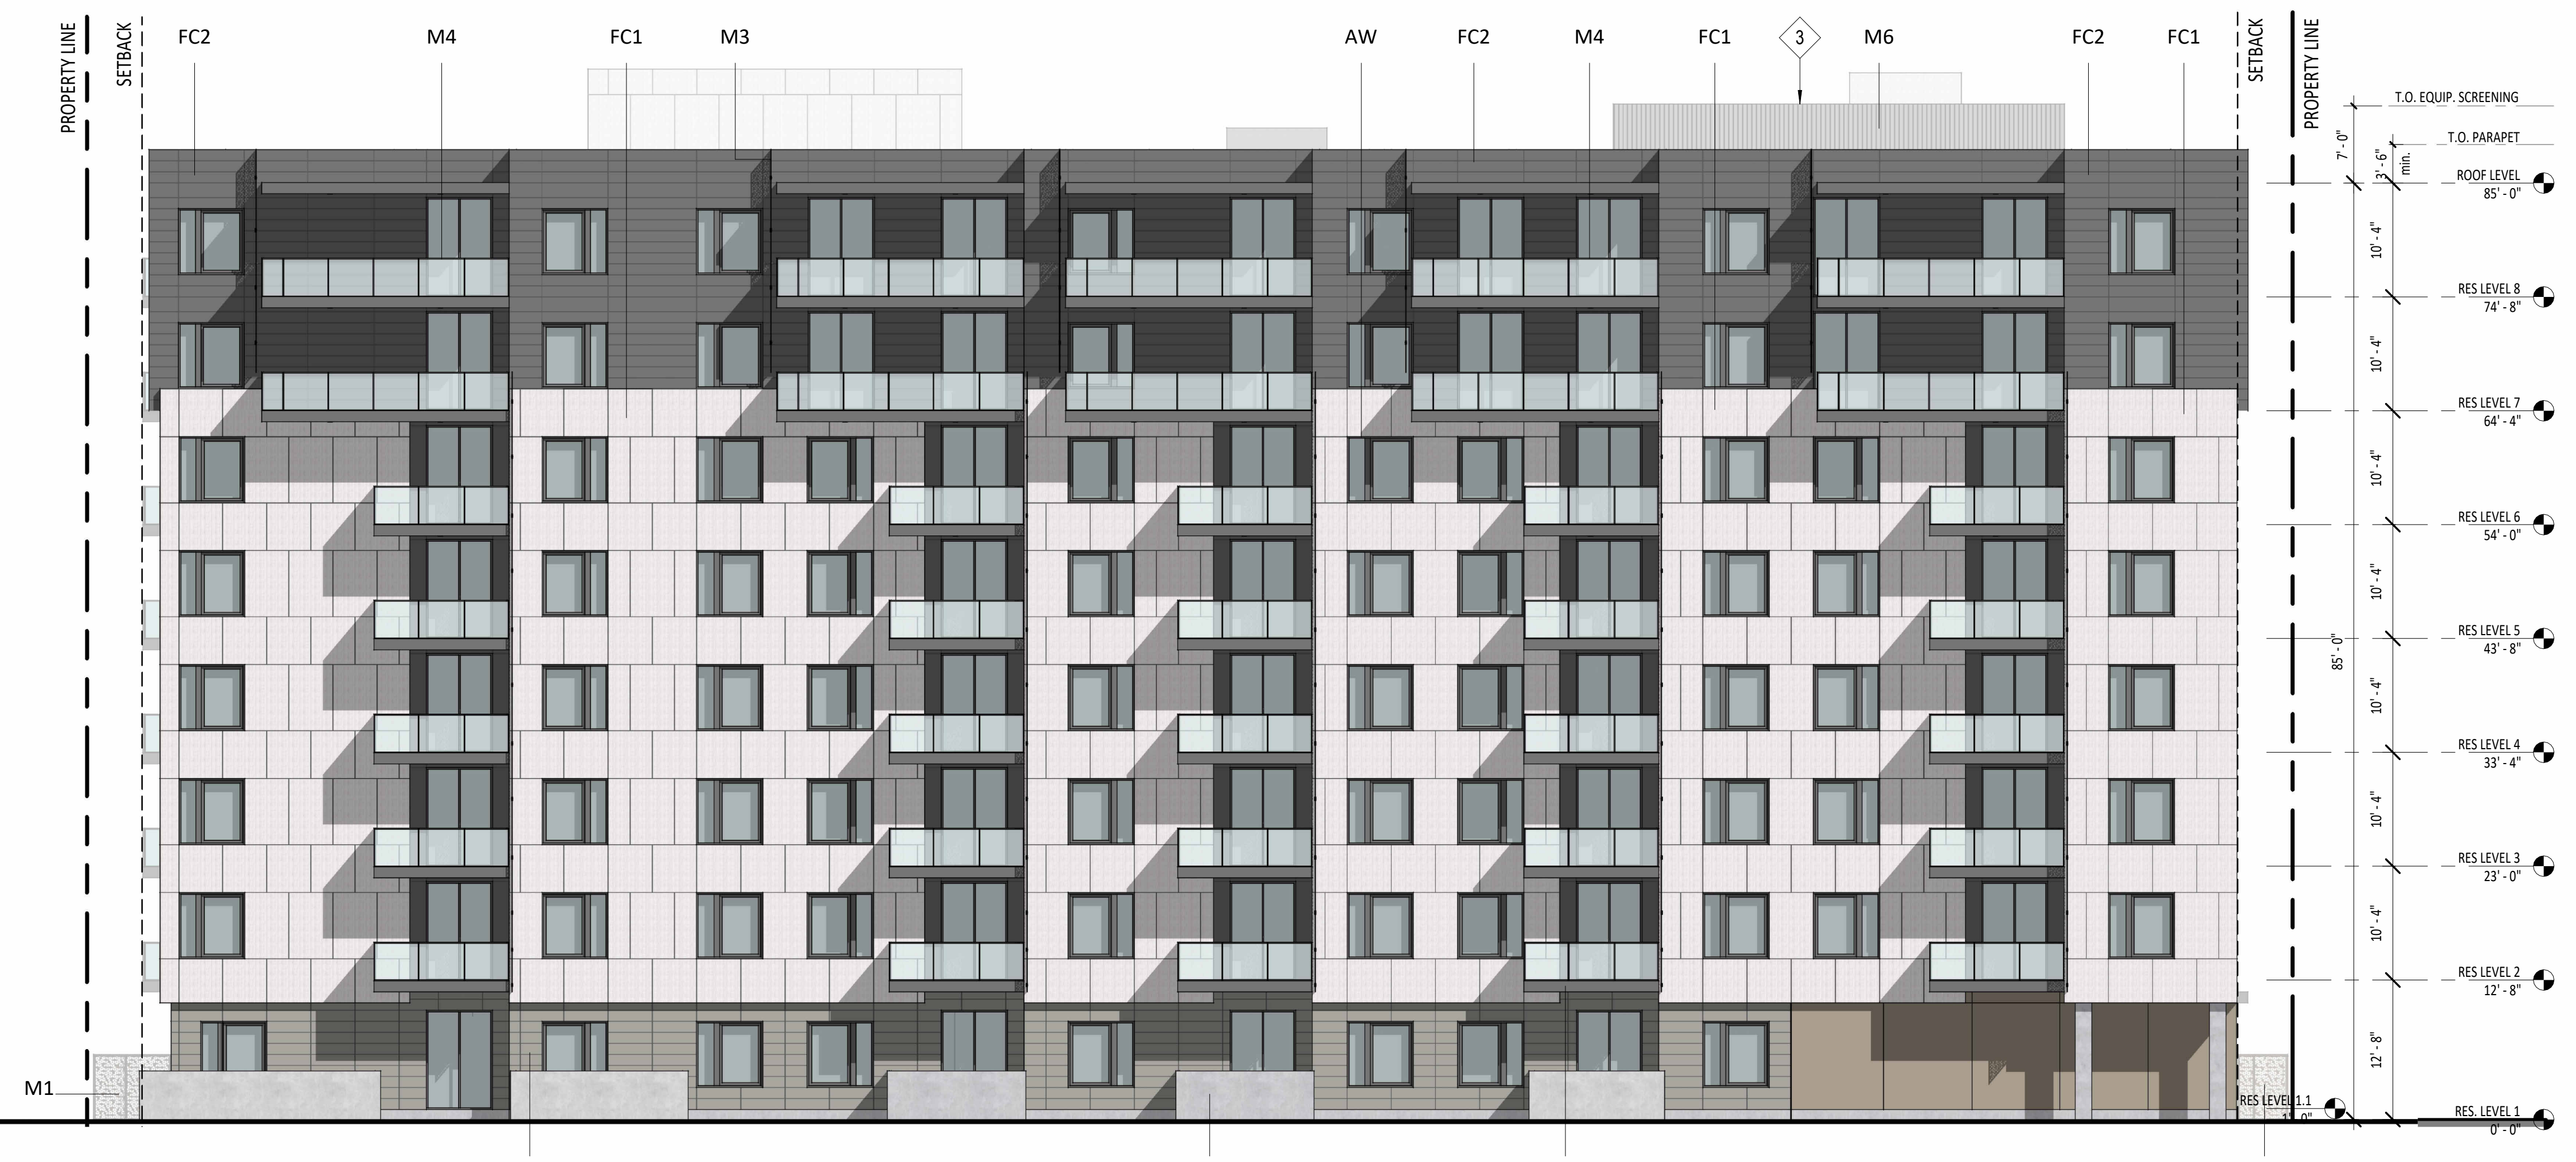 PROPERTY LINE
SETBACK
FC2
M4
FC1
M3
AW
FC2
M4
FC1
3
M6
FC2
FC1
SETBACK
PROPERTY LINE
T.O. EQUIP. SCREENING
T.O. PARAPET
7' - 0"
3' - 6"
min.
ROOF LEVEL
85' - 0"
10' - 4"
RES LEVEL 8
74' - 8"
10' - 4"
RES LEVEL 7
64' - 4"
10' - 4"
RES LEVEL 6
54' - 0"
10' - 4"
RES LEVEL 5
43' - 8"
85' - 0"
10' - 4"
RES LEVEL 4
33' - 4"
10' - 4"
RES LEVEL 3
23' - 0"
10' - 4"
RES LEVEL 2
12' - 8"
12' - 8"
M1
RES LEVEL 1.1
RES. LEVEL 1
0' - 0"